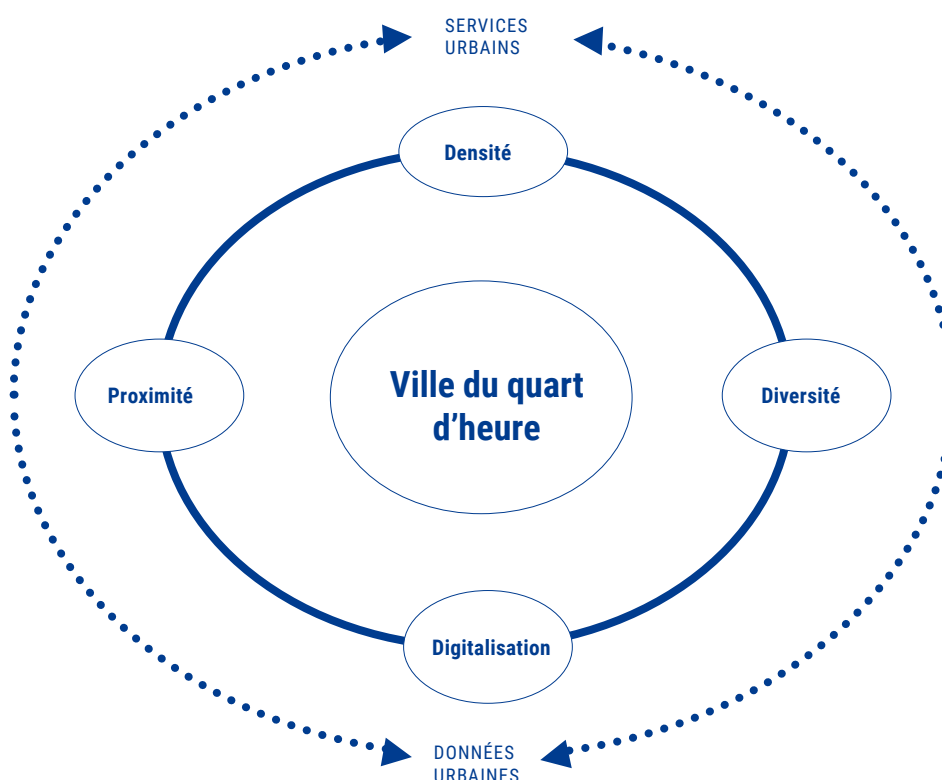 SERVICES
URBAINS
Densité
Proximité
Ville du quart
d’heure
Diversité
Digitalisation
DONNÉES
URBAINES